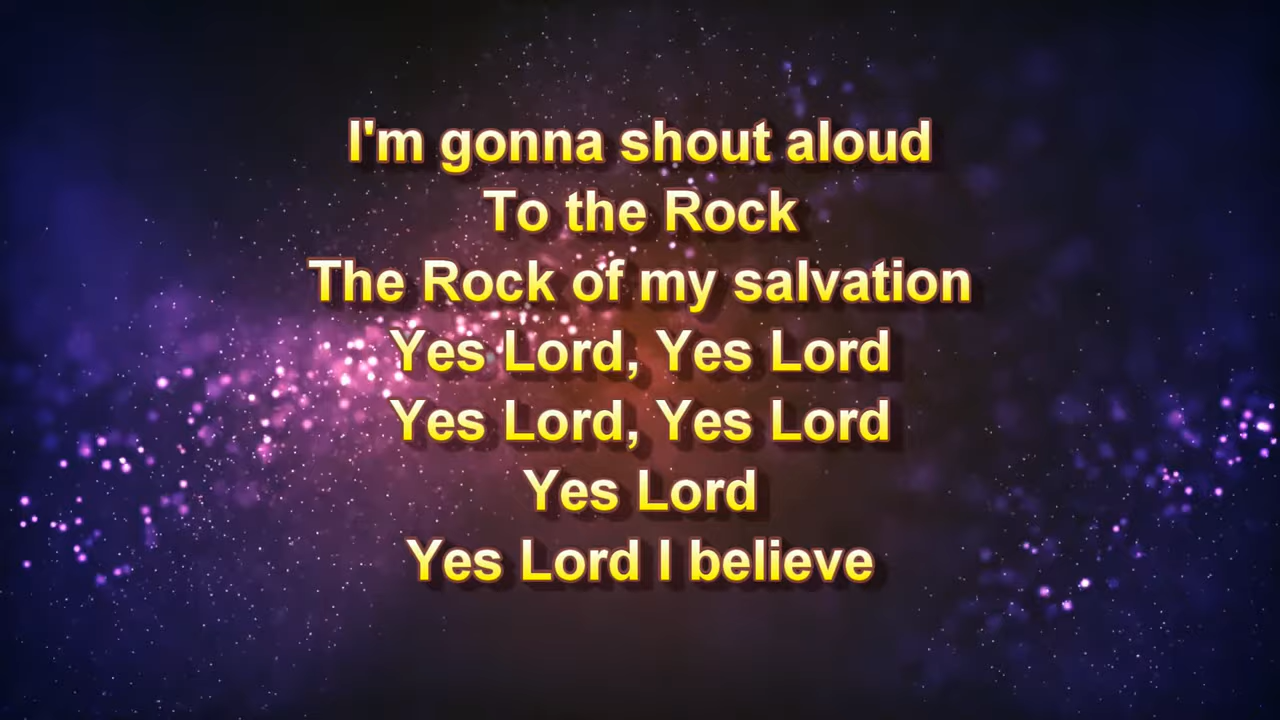 I'm gonna shout aloud
To the Rock
The Rock of my salvation
Yes Lord, Yes Lord
Yes Lord, Yes Lord
Yes Lord
Yes Lord I believe